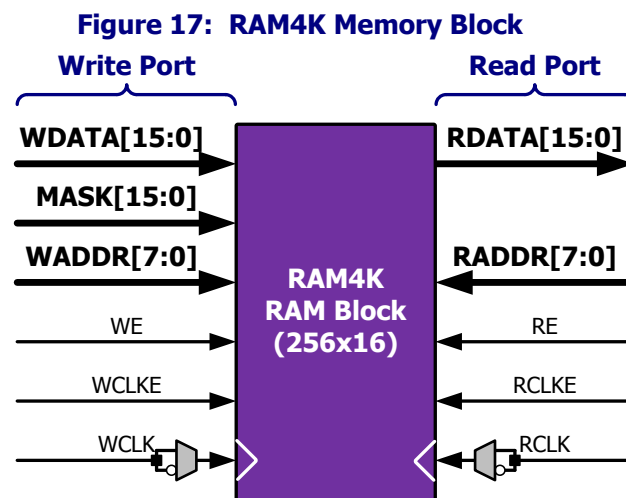 Figure 17: RAM4K Memory Block
Write Port
Read Port
WDATA[15:0]
RDATA[15:0]
MASK[15:0]
WADDR[7:0]
RADDR[7:0]
RAM4K
RAM Block
(256x16)
WE
RE
WCLKE
RCLKE
WCLK
RCLK